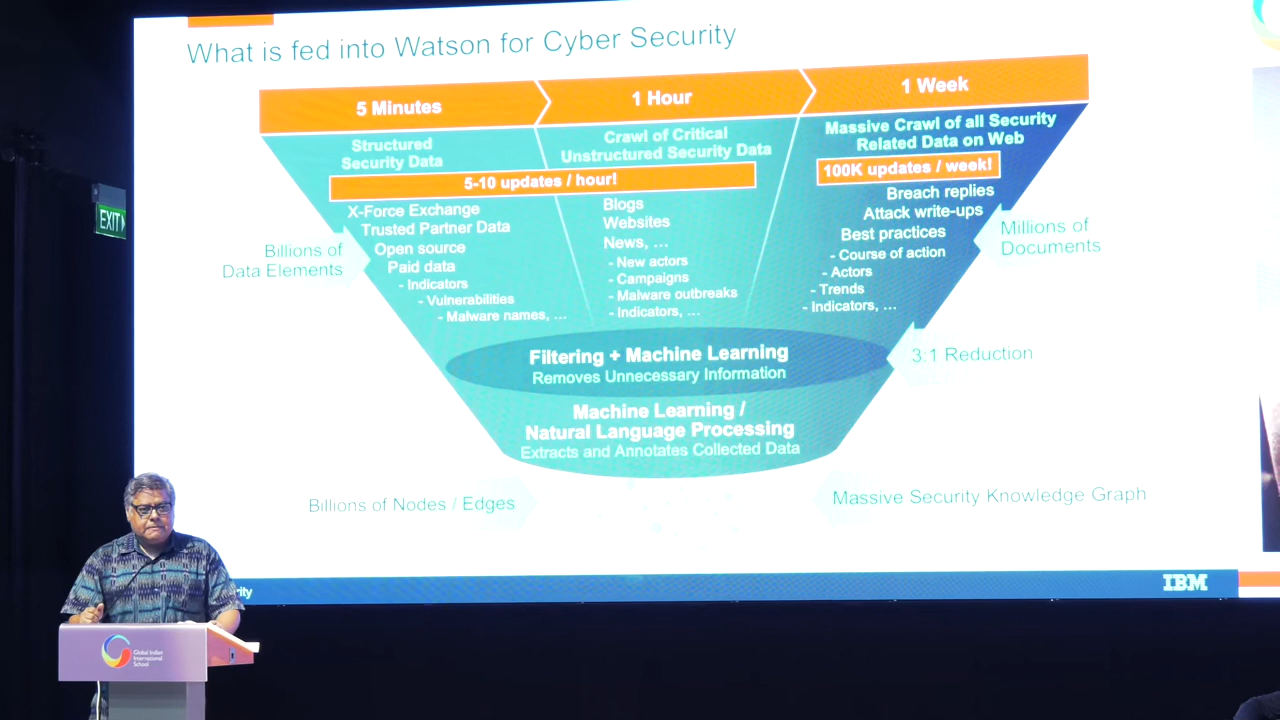 What is fed into Watson for Cyber Security
5 Minutes
1 Hour
1 Week
Structured
Security Data
Crawl of Critical
Unstructured Security Data
Massive Crawl of all Security
Related Data on Web
5-10 updates / hour!
100K updates / week!
X-Force Exchange
Trusted Partner Data
Open source
Paid data
- Indicators
- Vulnerabilities
- Malware names, ...
Blogs
Websites
News, ...
- New actors
- Campaigns
- Malware outbreaks
- Indicators, ...
Breach replies
Attack write-ups
Best practices
- Course of action
- Actors
- Trends
- Indicators, ...
Billions of
Data Elements
Millions of
Documents
Filtering + Machine Learning
Removes Unnecessary Information
3:1 Reduction
Machine Learning /
Natural Language Processing
Extracts and Annotates Collected Data
Billions of Nodes / Edges
Massive Security Knowledge Graph
IBM
EXIT
Global Indian
International
School